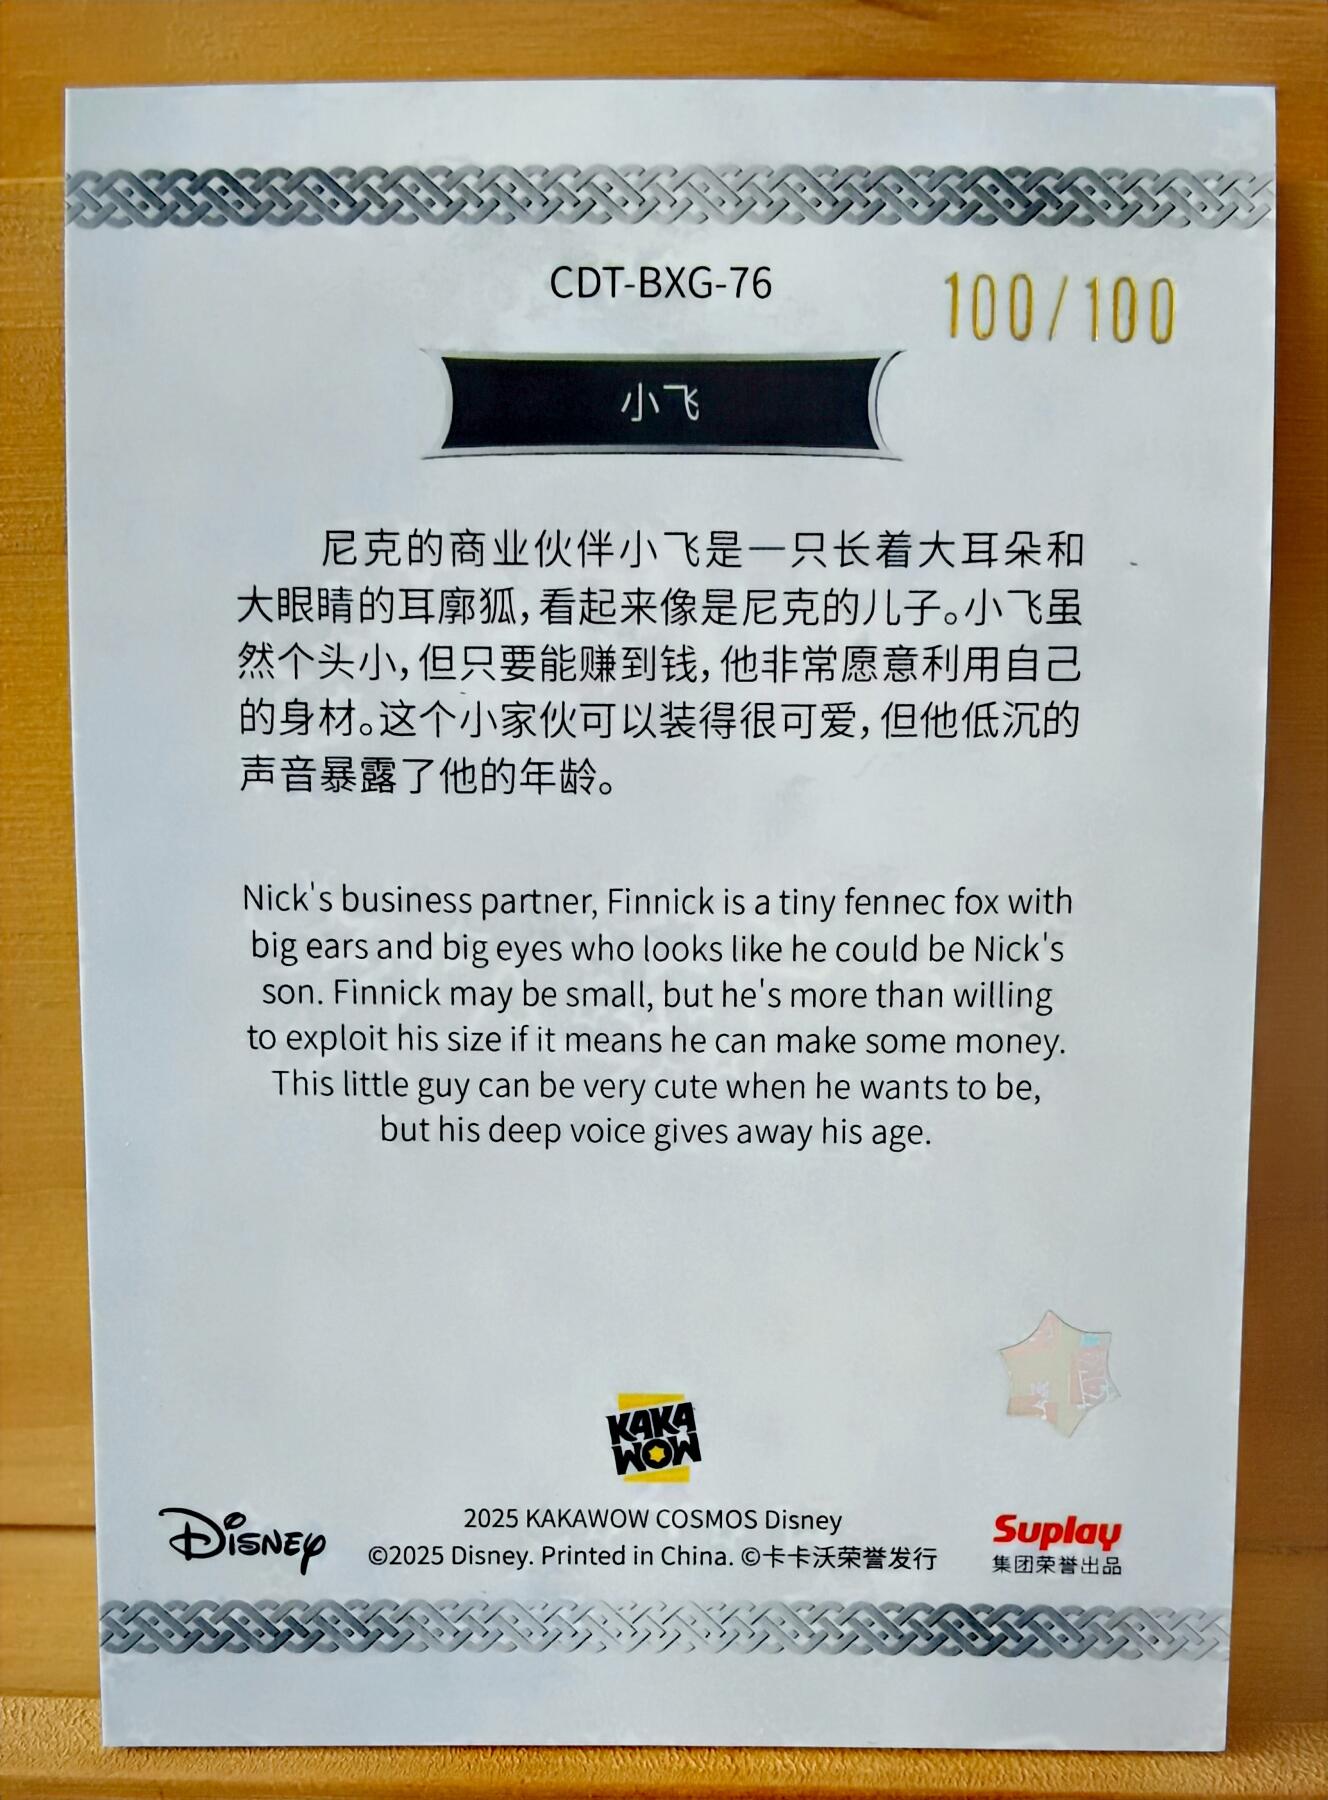 CDT-BXG-76
100/100
小飞
尼克的商业伙伴小飞是一只长着大耳朵和
大眼睛的耳廓狐,看起来像是尼克的儿子。小飞虽
然个头小,但只要能赚到钱,他非常愿意利用自己
的身材。这个小家伙可以装得很可爱,但他低沉的
声音暴露了他的年龄。
Nick's business partner, Finnick is a tiny fennec fox with
big ears and big eyes who looks like he could be Nick's
son. Finnick may be small, but he's more than willing
to exploit his size if it means he can make some money.
This little guy can be very cute when he wants to be,
but his deep voice gives away his age.
KAKA
WOW
Disney
2025 KAKAWOW COSMOS Disney
©2025 Disney. Printed in China. ©卡卡沃荣誉发行
Suplay
集团荣誉出品